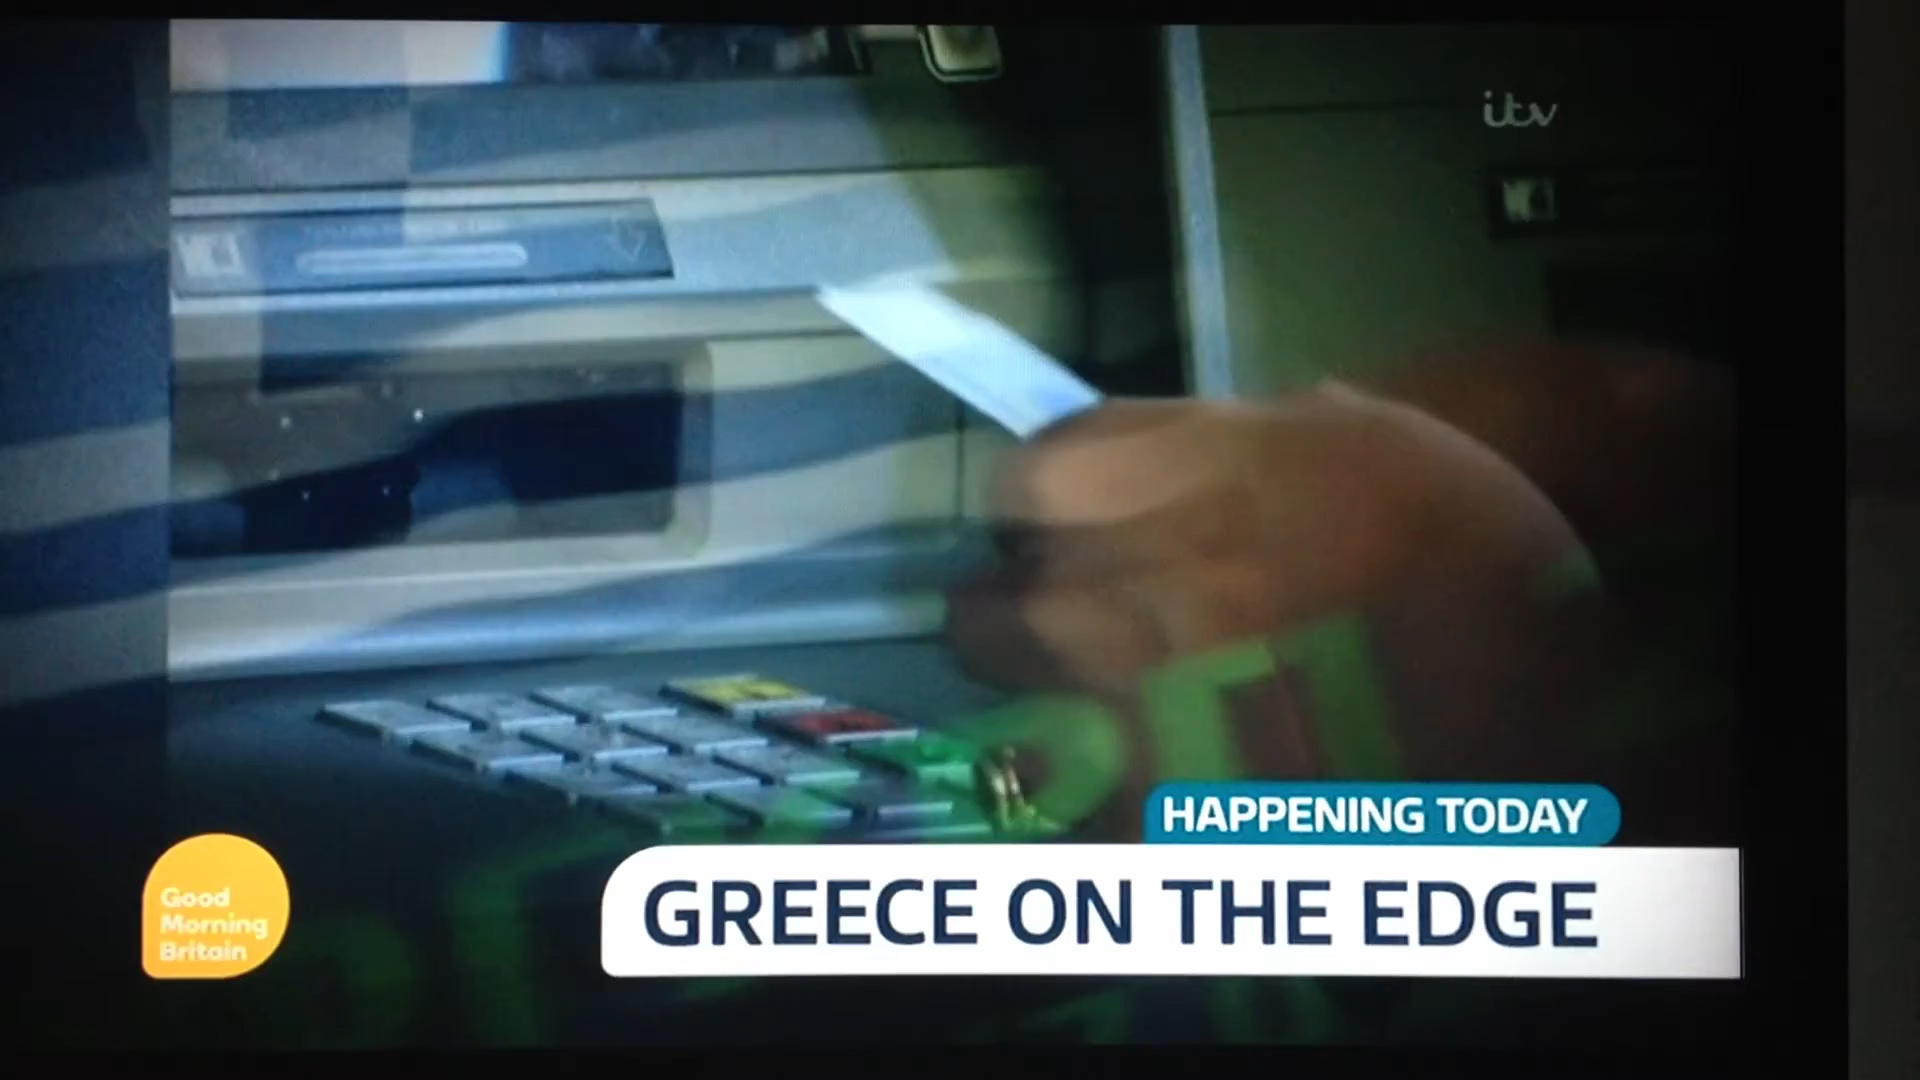 itv
HAPPENING TODAY
GREECE ON THE EDGE
Good
Morning
Britain